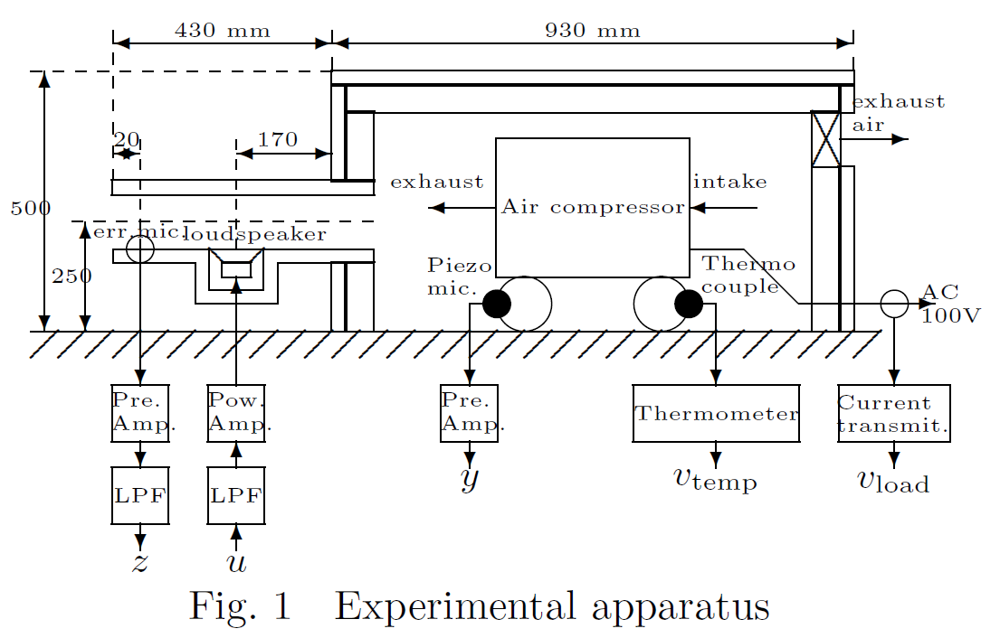 430 mm
930 mm
exhaust
air
20
170
exhaust
intake
500
Air compressor
err.mic.
loudspeaker
250
Piezo
mic.
Thermo
couple
AC
100V
Pre.
Amp.
Pow.
Amp.
Pre.
Amp.
Thermometer
Current
transmit.
LPF
LPF
y
v_temp
v_load
z
u
Fig. 1 Experimental apparatus